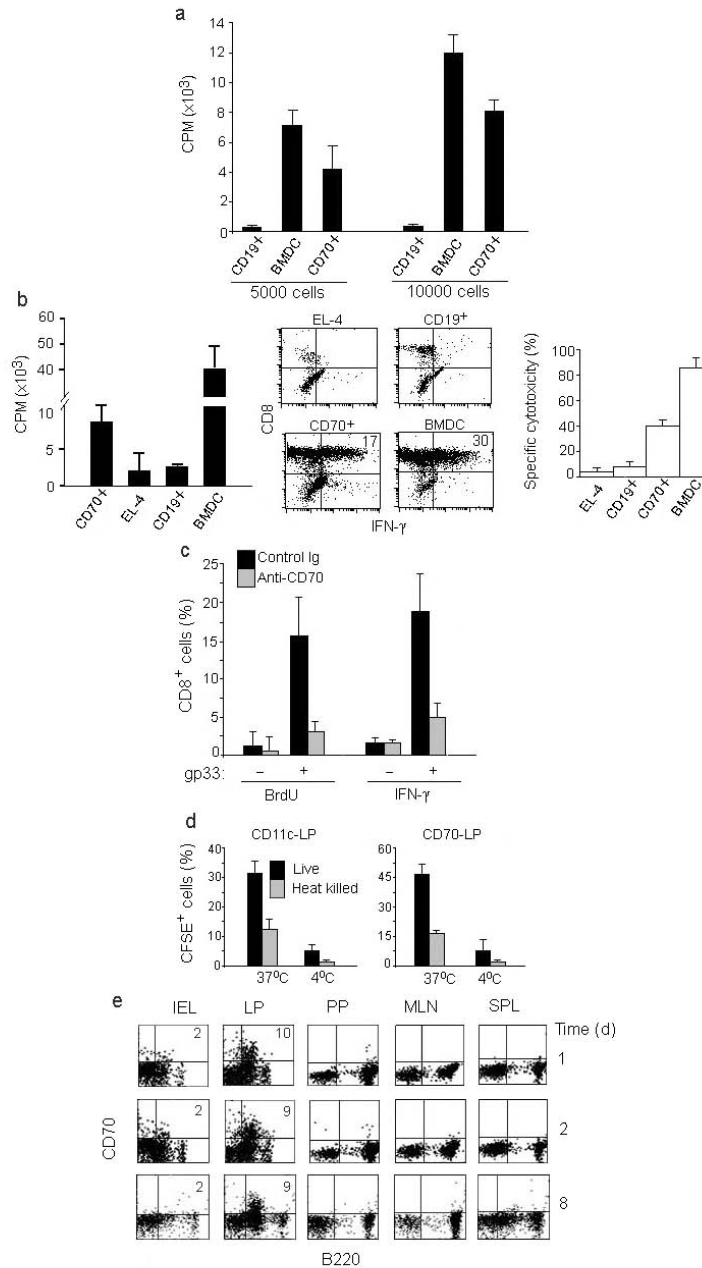 a
CPM (x10³)
14
12
10
8
6
4
2
0
CD19+
BMDC
CD70+
CD19+
BMDC
CD70+
5000 cells
10000 cells
b
CPM (x10³)
60
50
40
10
5
0
CD70+
EL-4
CD19+
BMDC
EL-4
CD19⁺
CD8
CD70+
17
BMDC
30
IFN-γ
Specific cytotoxicity (%)
100
80
60
40
20
0
EL-4
CD19+
CD70+
BMDC
c
Control Ig
Anti-CD70
CD8⁺ cells (%)
25
20
15
10
5
0
gp33:
–
+
–
+
BrdU
IFN-γ
d
CD11c-LP
CD70-LP
CFSE⁺ cells (%)
40
30
20
10
0
Live
Heat killed
60
45
30
15
0
37ºC
4ºC
37ºC
4ºC
e
IEL
LP
PP
MLN
SPL
Time (d)
2
10
1
CD70
2
9
2
2
9
8
B220